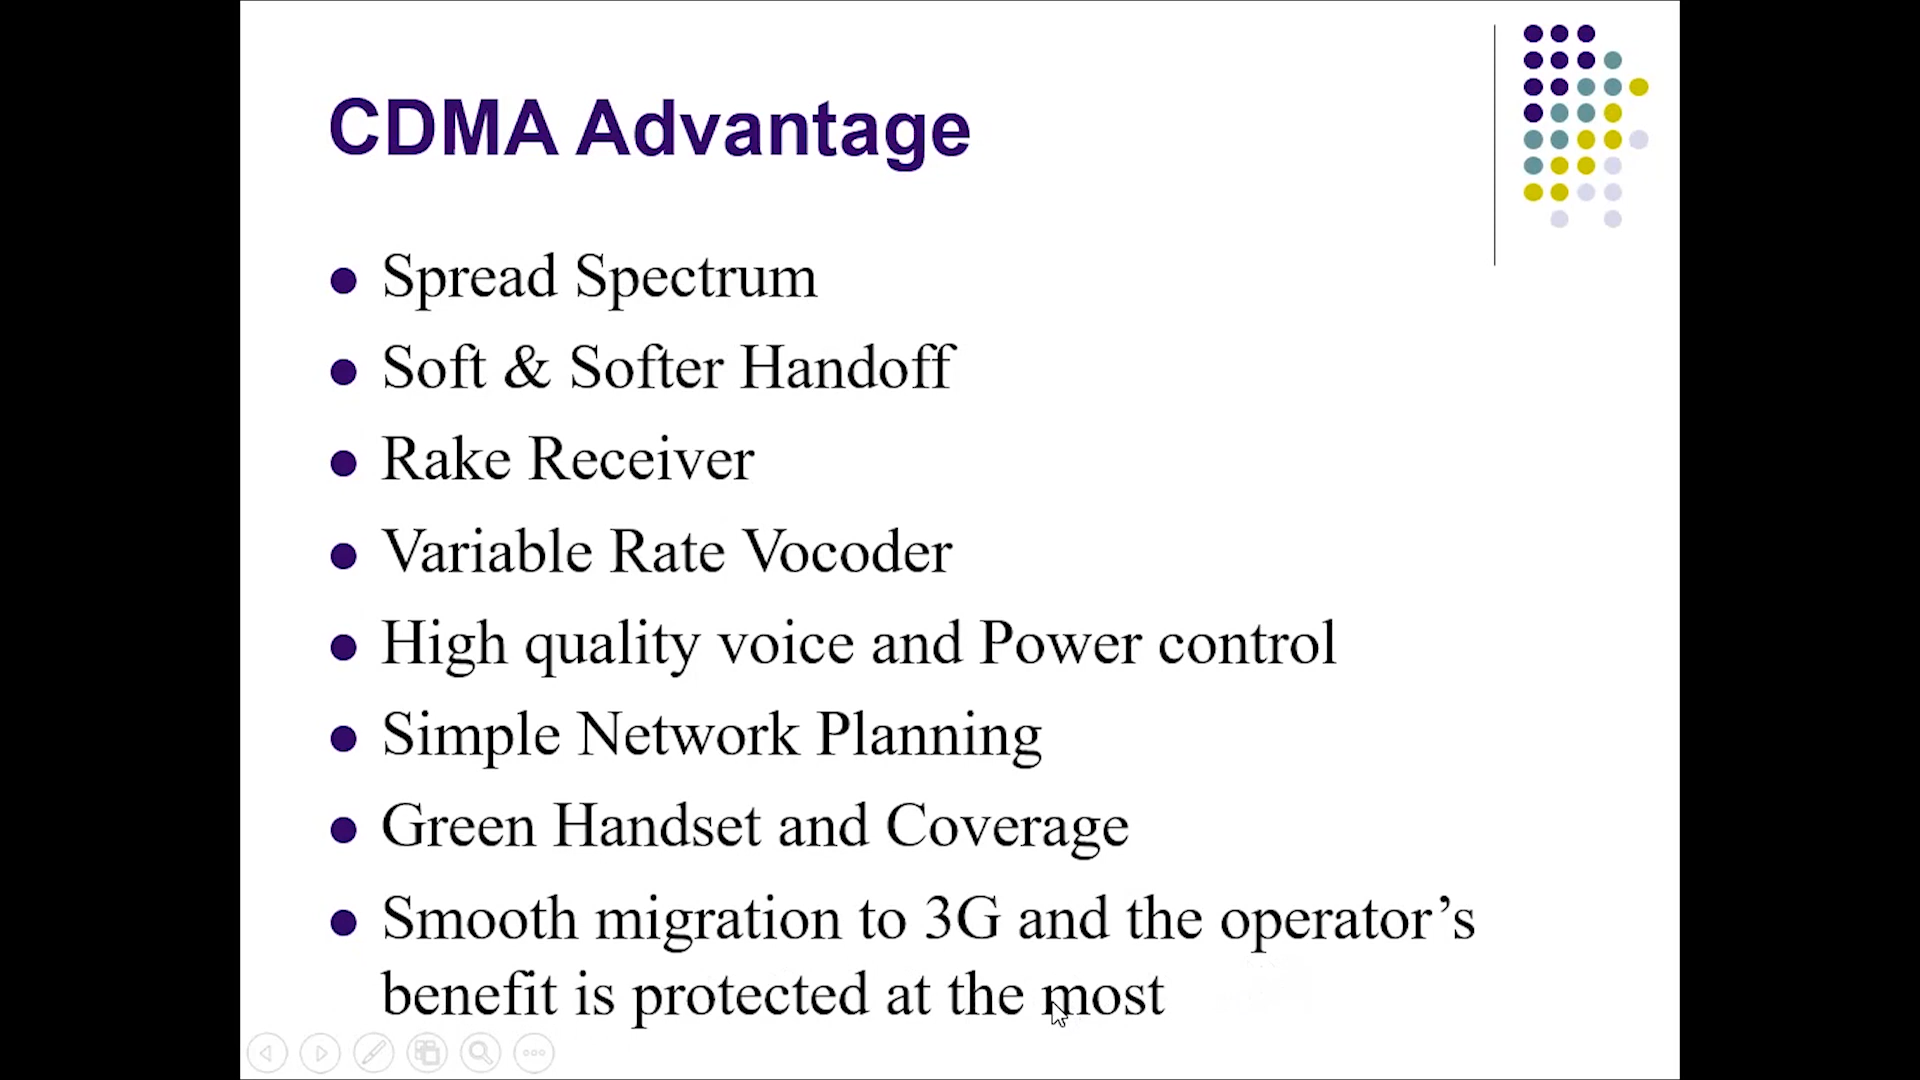 CDMA Advantage
Spread Spectrum
Soft & Softer Handoff
Rake Receiver
Variable Rate Vocoder
High quality voice and Power control
Simple Network Planning
Green Handset and Coverage
Smooth migration to 3G and the operator’s
benefit is protected at the most